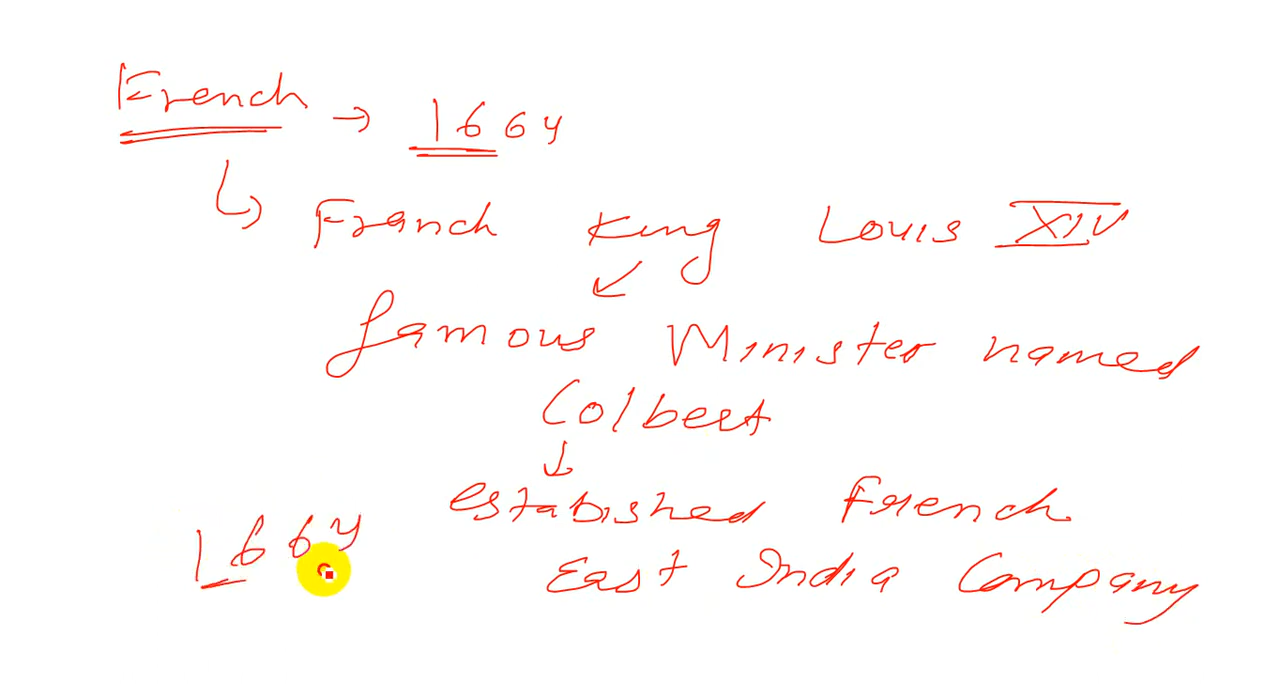 French → 1664
↳ French King Louis XIV
↙
famous Minister named
Colbert
↓
established French
1664
East India Company